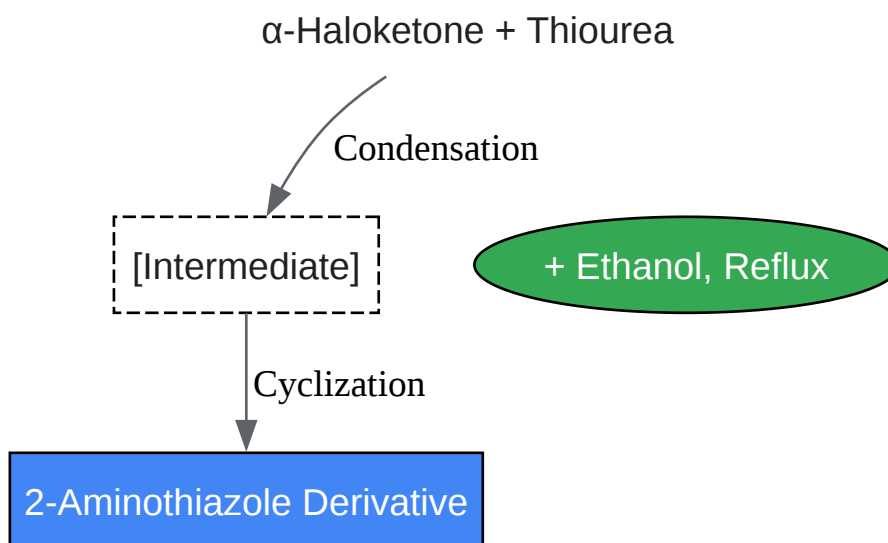 α-Haloketone + Thiourea
Condensation
[Intermediate]
+ Ethanol, Reflux
Cyclization
2-Aminothiazole Derivative